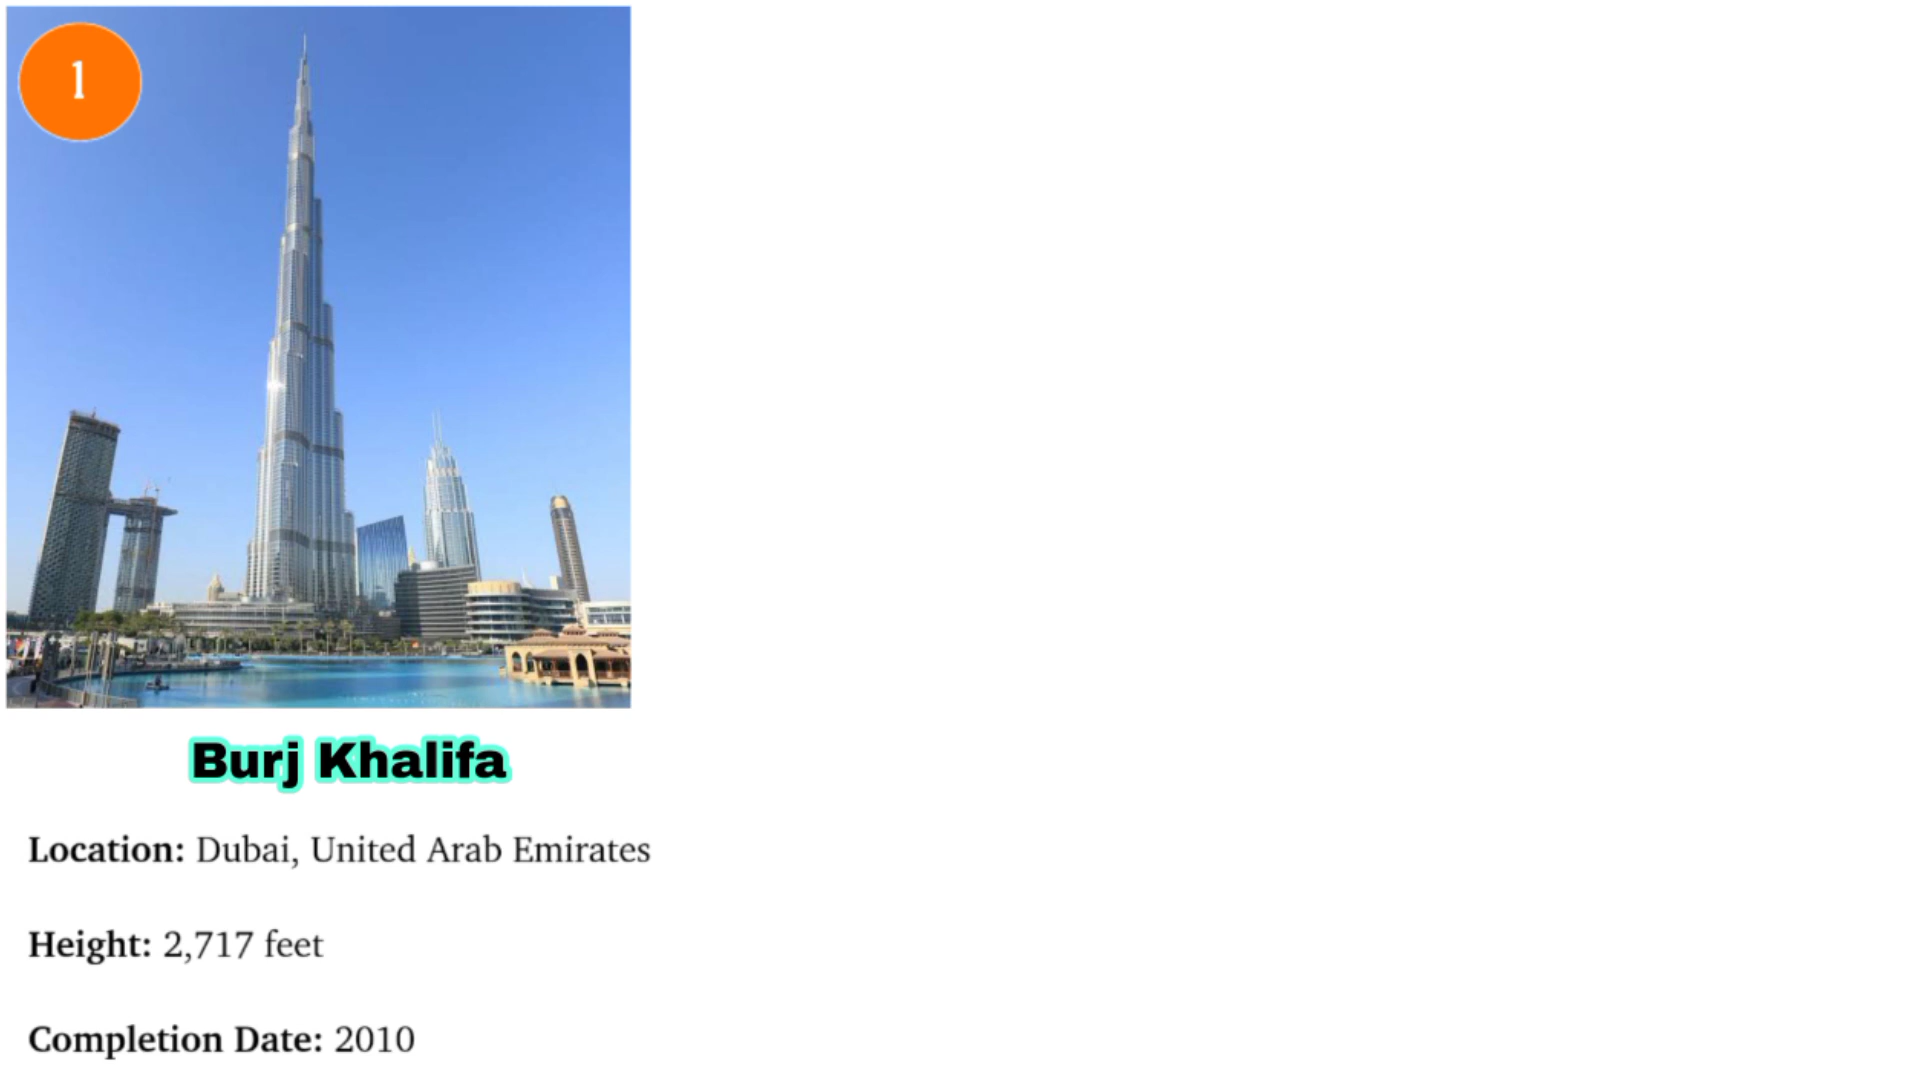 1
Burj Khalifa
Location: Dubai, United Arab Emirates
Height: 2,717 feet
Completion Date: 2010